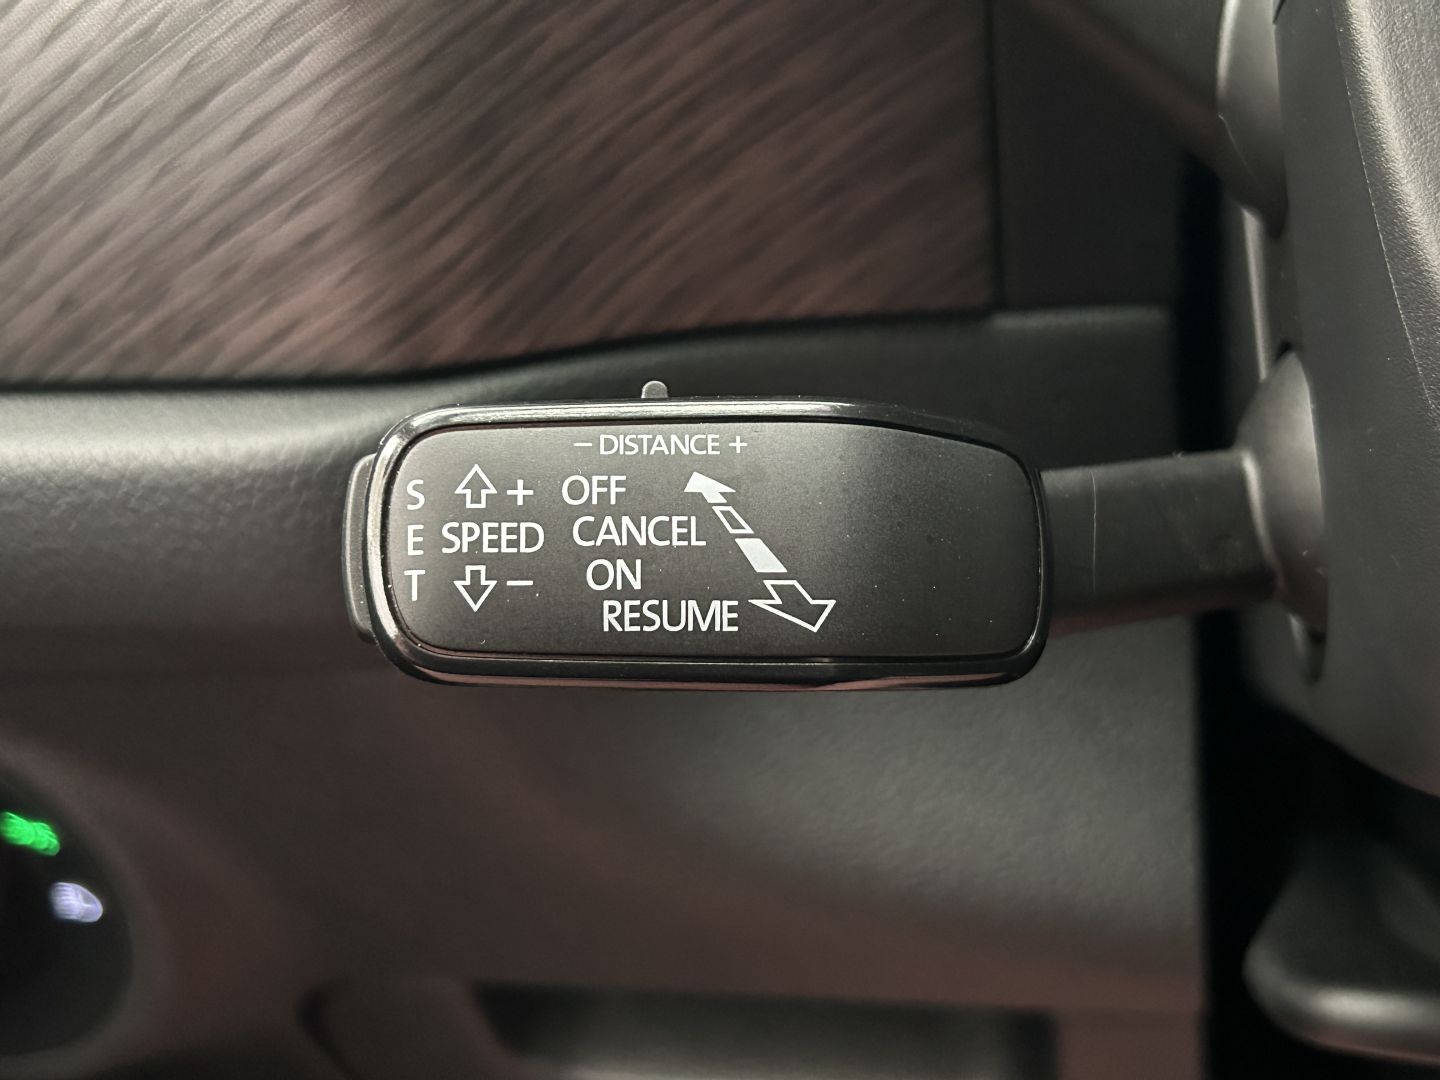 − DISTANCE +
S + OFF
E SPEED CANCEL
T − ON
RESUME